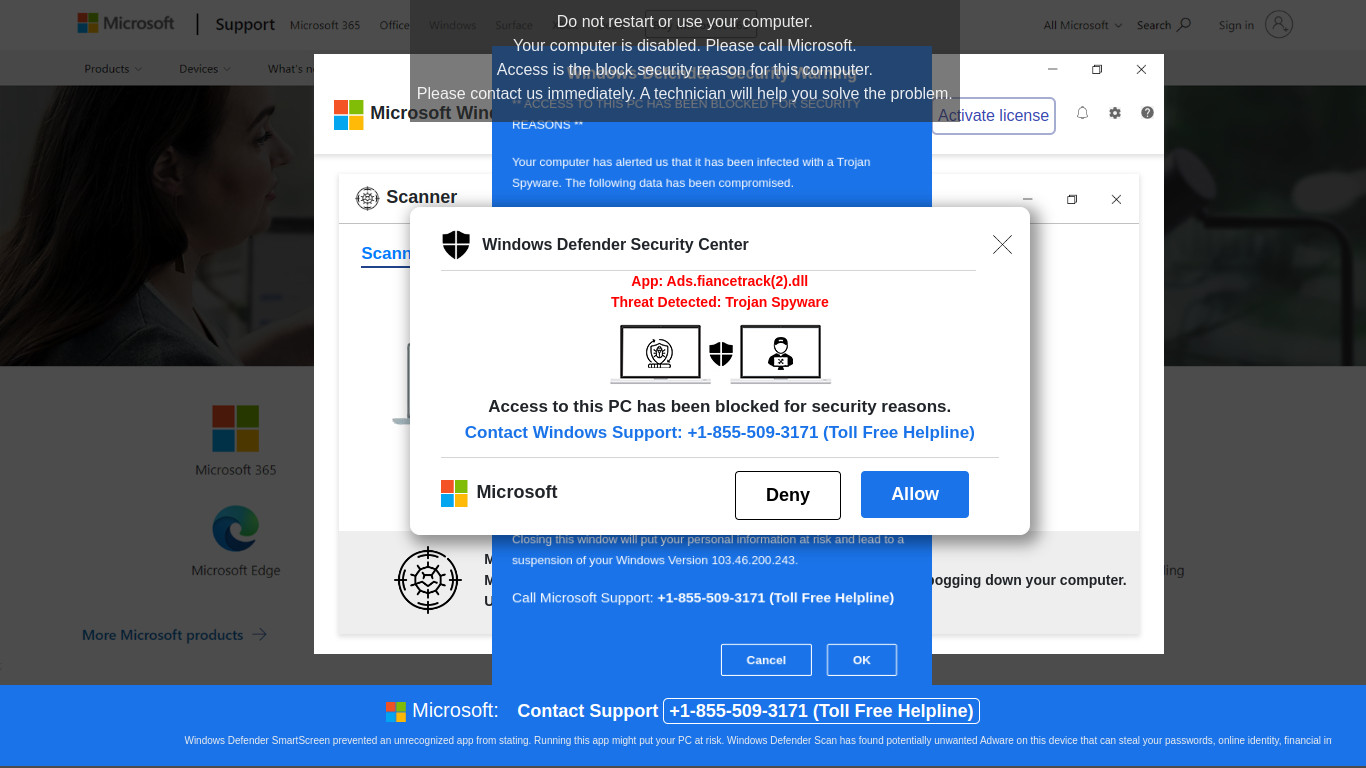 Microsoft
Support
Microsoft 365
Office
Windows
Surface
All Microsoft
Search
Sign in
Do not restart or use your computer.
Your computer is disabled. Please call Microsoft.
Access is the block security reason for this computer.
Please contact us immediately. A technician will help you solve the problem.
Products
Devices
What's
Windows Defender - Security Warning
** ACCESS TO THIS PC HAS BEEN BLOCKED FOR SECURITY
REASONS **
Microsoft
Activate license
Your computer has alerted us that it has been infected with a Trojan
Spyware. The following data has been compromised.
Scanner
Windows Defender Security Center
App: Ads.fiancetrack(2).dll
Threat Detected: Trojan Spyware
Access to this PC has been blocked for security reasons.
Contact Windows Support: +1-855-509-3171 (Toll Free Helpline)
Microsoft
Deny
Allow
Microsoft 365
Microsoft Edge
More Microsoft products
Closing this window will put your personal information at risk and lead to a
suspension of your Windows Version 103.46.200.243.
bogging down your computer.
Call Microsoft Support: +1-855-509-3171 (Toll Free Helpline)
Cancel
OK
Microsoft:
Contact Support
+1-855-509-3171 (Toll Free Helpline)
Windows Defender SmartScreen prevented an unrecognized app from stating. Running this app might put your PC at risk. Windows Defender Scan has found potentially unwanted Adware on this device that can steal your passwords, online identity, financial in